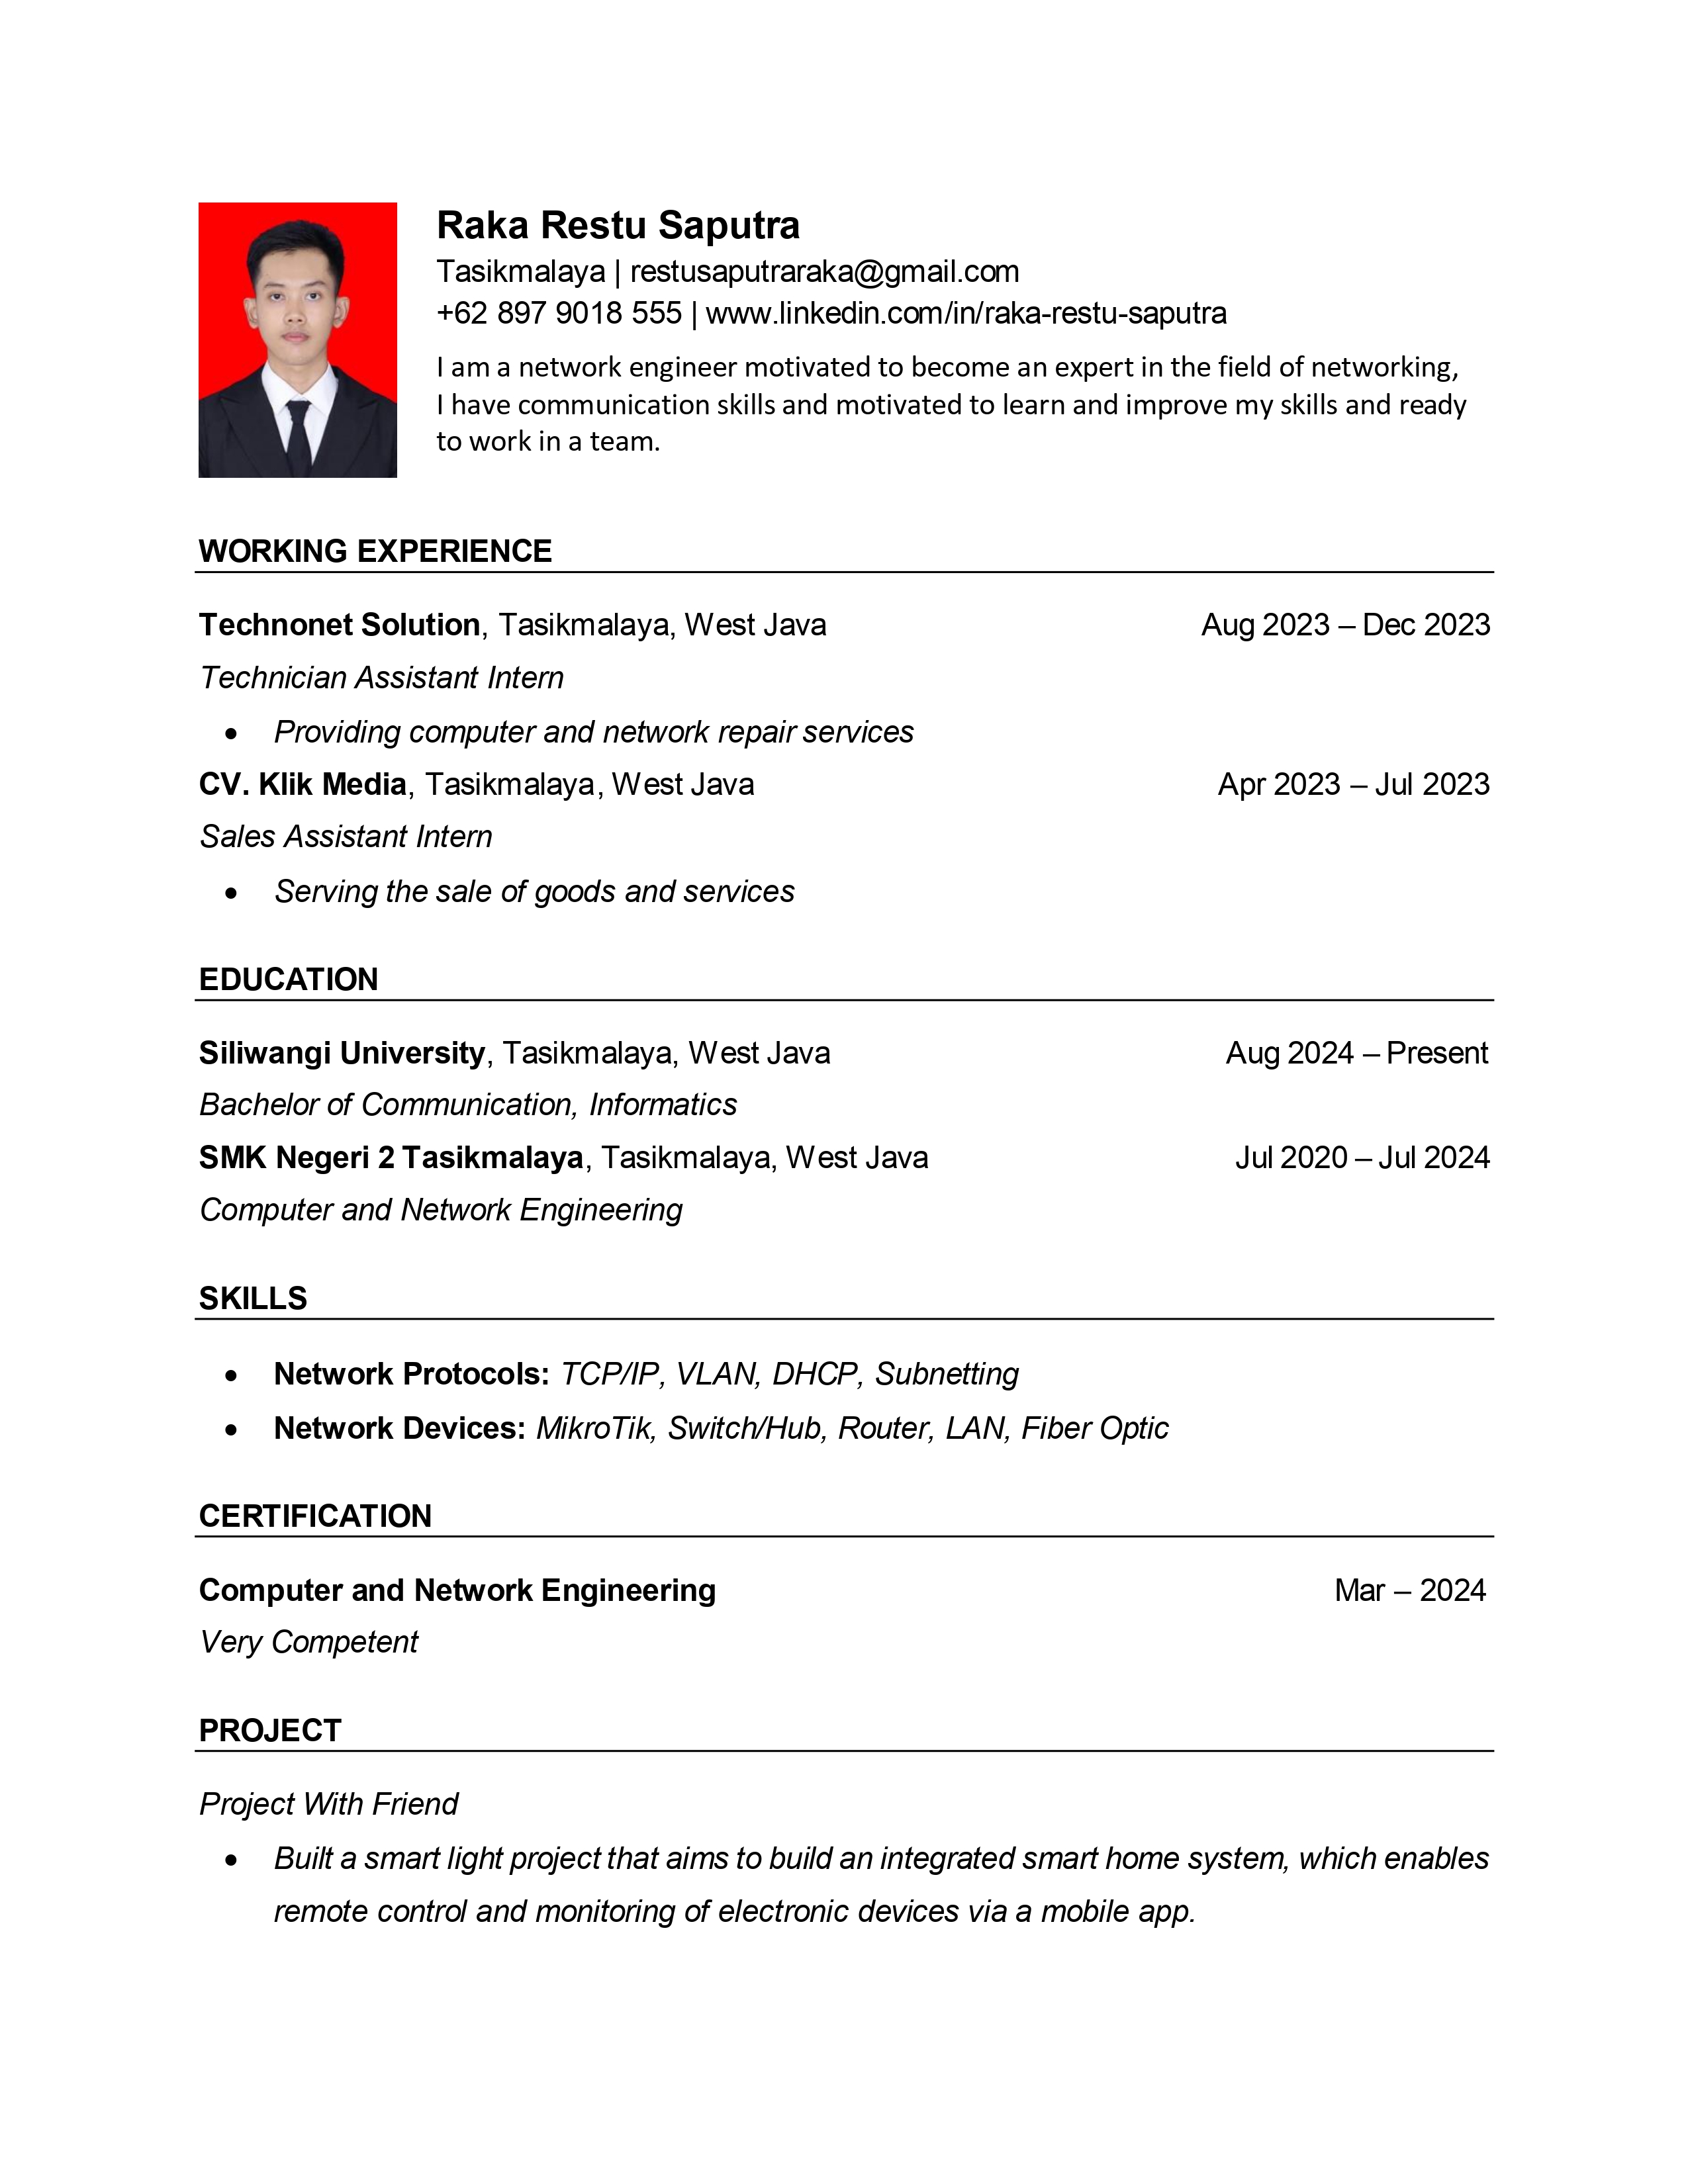 Raka Restu Saputra
Tasikmalaya | restusaputraraka@gmail.com
+62 897 9018 555 | www.linkedin.com/in/raka-restu-saputra
I am a network engineer motivated to become an expert in the field of networking,
I have communication skills and motivated to learn and improve my skills and ready
to work in a team.
WORKING EXPERIENCE
Technonet Solution, Tasikmalaya, West Java Aug 2023 – Dec 2023
Technician Assistant Intern
• Providing computer and network repair services
CV. Klik Media, Tasikmalaya, West Java Apr 2023 – Jul 2023
Sales Assistant Intern
• Serving the sale of goods and services
EDUCATION
Siliwangi University, Tasikmalaya, West Java Aug 2024 – Present
Bachelor of Communication, Informatics
SMK Negeri 2 Tasikmalaya, Tasikmalaya, West Java Jul 2020 – Jul 2024
Computer and Network Engineering
SKILLS
• Network Protocols: TCP/IP, VLAN, DHCP, Subnetting
• Network Devices: MikroTik, Switch/Hub, Router, LAN, Fiber Optic
CERTIFICATION
Computer and Network Engineering Mar – 2024
Very Competent
PROJECT
Project With Friend
• Built a smart light project that aims to build an integrated smart home system, which enables
remote control and monitoring of electronic devices via a mobile app.